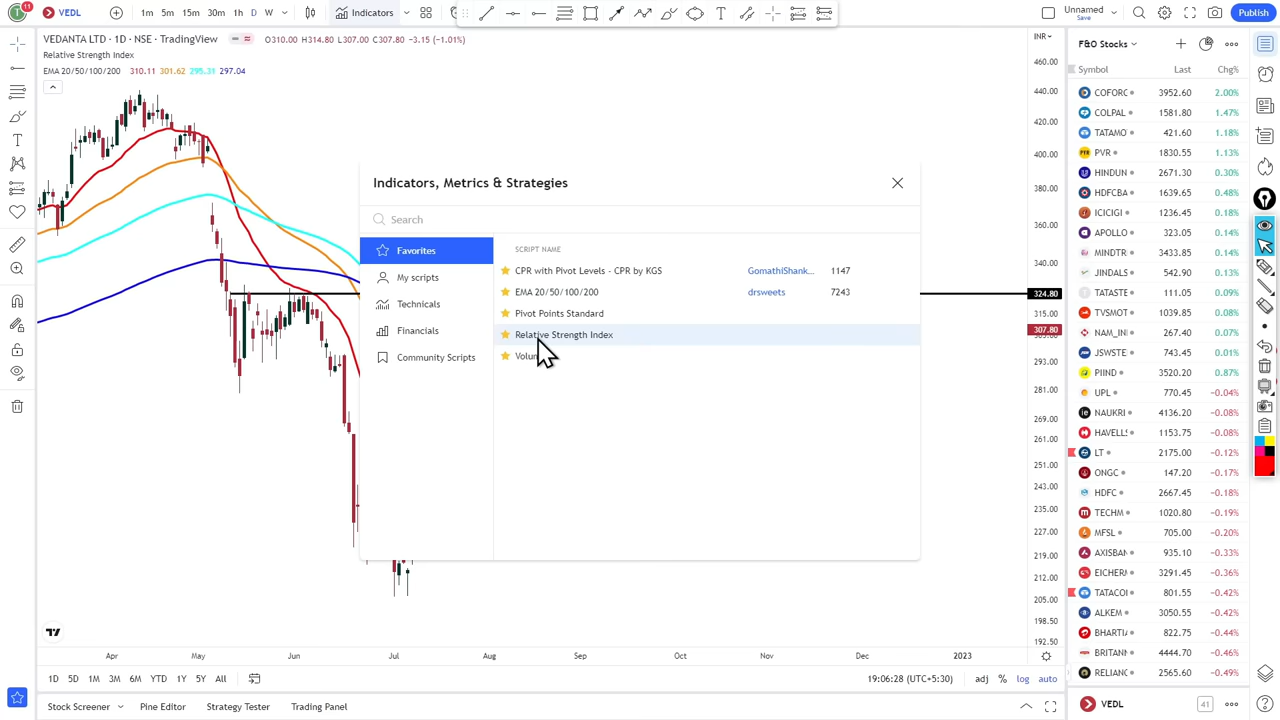 T 11 VEDL 1m 5m 15m 30m 1h D W Indicators Unnamed Save Publish
VEDANTA LTD · 1D · NSE · TradingView O310.00 H314.80 L307.00 C307.80 −3.15 (−1.01%)
Relative Strength Index
EMA 20/50/100/200 310.11 301.62 295.31 297.04
INR
460.00
440.00
420.00
400.00
380.00
360.00
340.00
324.80
315.00
307.80
293.00
281.00
269.00
261.00
251.00
243.00
235.00
227.00
219.00
212.00
205.00
198.50
192.50
Indicators, Metrics & Strategies
Search
Favorites
My scripts
Technicals
Financials
Community Scripts
SCRIPT NAME
CPR with Pivot Levels - CPR by KGS GomathiShank... 1147
EMA 20/50/100/200 drsweets 7243
Pivot Points Standard
Relative Strength Index
Apr May Jun Jul Aug Sep Oct Nov Dec 2023
1D 5D 1M 3M 6M YTD 1Y 5Y All 19:06:28 (UTC+5:30) adj % log auto
Stock Screener Pine Editor Strategy Tester Trading Panel
F&O Stocks
Symbol Last Chg%
COFORC 3952.60 2.00%
COLPAL 1581.80 1.47%
TATAMO 421.60 1.18%
PVR 1830.55 1.13%
HINDUN 2671.30 0.30%
HDFCBA 1639.65 0.48%
ICICIGI 1236.45 0.18%
APOLLO 323.05 0.14%
MINDTR 3433.85 0.14%
JINDALS 542.90 0.13%
TATASTE 111.05 0.09%
TVSMOT 1039.85 0.08%
NAM_IN 267.40 0.07%
JSWSTE 743.45 0.01%
PIIND 3520.20 0.87%
UPL 770.45 −0.04%
NAUKRI 4136.20 −0.08%
HAVELLS 1153.75 −0.08%
LT 2175.00 −0.12%
ONGC 147.20 −0.17%
HDFC 2667.45 −0.18%
TECHM 1020.80 −0.19%
MFSL 705.00 −0.20%
AXISBAN 935.10 −0.33%
EICHERM 3291.45 −0.36%
TATACOI 801.55 −0.42%
ALKEM 3050.55 −0.42%
BHARTIA 822.75 −0.44%
BRITANN 4444.70 −0.46%
RELIANC 2565.60 −0.49%
VEDL 41